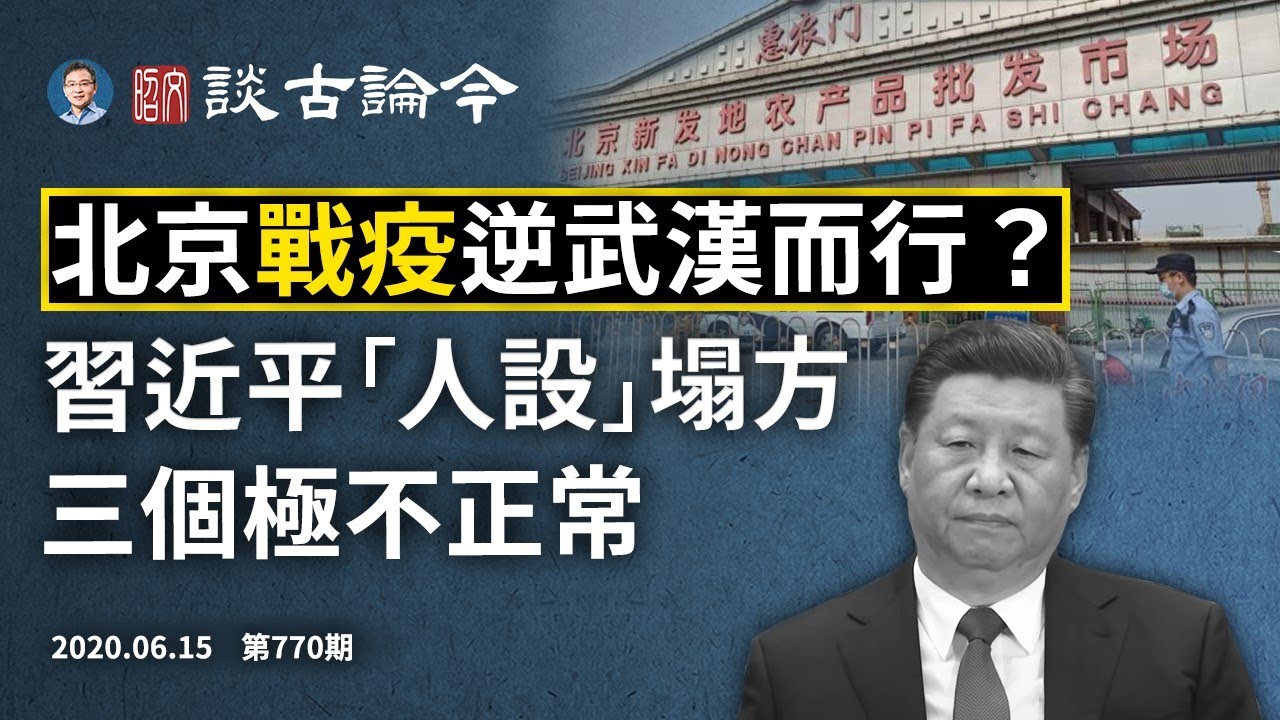 昭文 談古論今
惠农门
北京新发地农产品批发市场
BEIJING XIN FA DI NONG CHAN PIN PI FA SHI CHANG
北京戰疫逆武漢而行？
習近平「人設」塌方
三個極不正常
2020.06.15 第770期